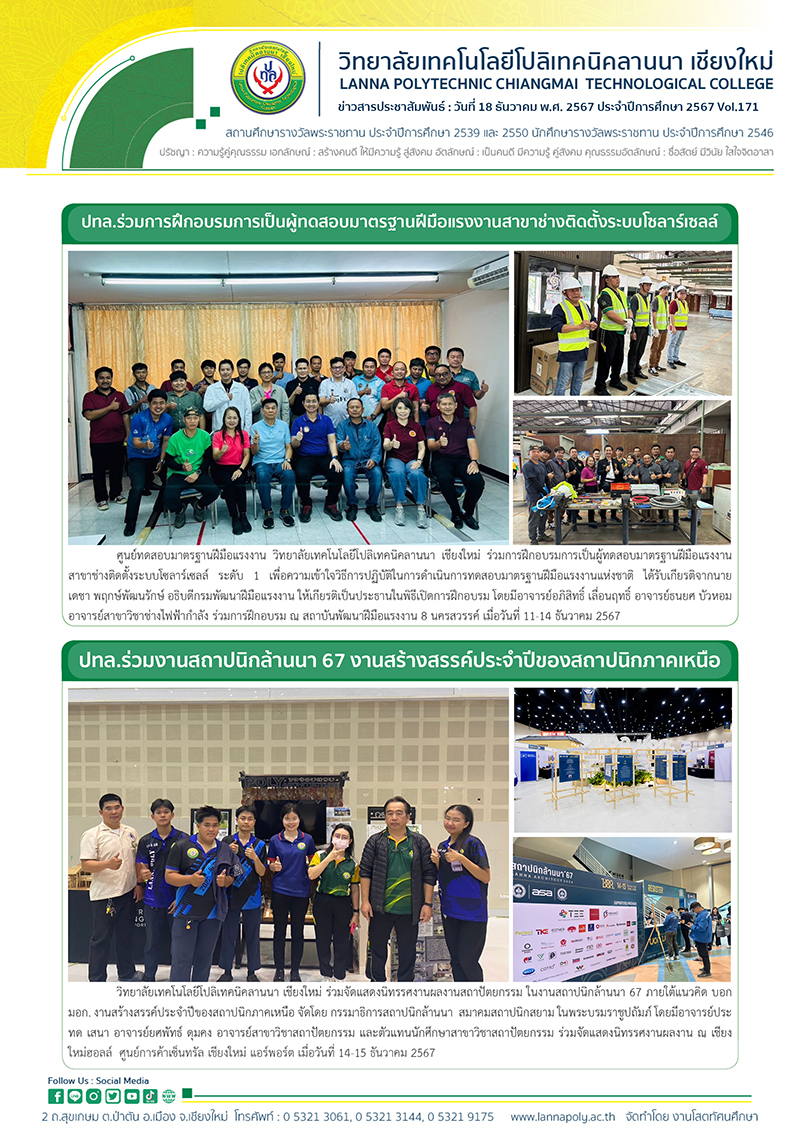 วิทยาลัยเทคโนโลยีโปลิเทคนิคลานนา เชียงใหม่
LANNA POLYTECHNIC CHIANGMAI TECHNOLOGICAL COLLEGE
ข่าวสารประชาสัมพันธ์ : วันที่ 18 ธันวาคม พ.ศ. 2567 ประจำปีการศึกษา 2567 Vol.171
สถานศึกษารางวัลพระราชทาน ประจำปีการศึกษา 2539 และ 2550 นักศึกษารางวัลพระราชทาน ประจำปีการศึกษา 2546
ปรัชญา : ความรู้คู่คุณธรรม เอกลักษณ์ : สร้างคนดี ให้มีความรู้ สู่สังคม อัตลักษณ์ : เป็นคนดี มีความรู้ คู่สังคม คุณธรรมอัตลักษณ์ : ซื่อสัตย์ มีวินัย ใส่ใจจิตอาสา
ปทล.ร่วมการฝึกอบรมการเป็นผู้ทดสอบมาตรฐานฝีมือแรงงานสาขาช่างติดตั้งระบบโซลาร์เซลล์
ศูนย์ทดสอบมาตรฐานฝีมือแรงงาน วิทยาลัยเทคโนโลยีโปลิเทคนิคลานนา เชียงใหม่ ร่วมการฝึกอบรมการเป็นผู้ทดสอบมาตรฐานฝีมือแรงงาน
สาขาช่างติดตั้งระบบโซลาร์เซลล์ ระดับ 1 เพื่อความเข้าใจวิธีการปฏิบัติในการดำเนินการทดสอบมาตรฐานฝีมือแรงงานแห่งชาติ ได้รับเกียรติจากนาย
เดชา พฤกษ์พัฒนรักษ์ อธิบดีกรมพัฒนาฝีมือแรงงาน ให้เกียรติเป็นประธานในพิธีเปิดการฝึกอบรม โดยมีอาจารย์อภิสิทธิ์ เลื่อนฤทธิ์ อาจารย์ธนยศ บัวหอม
อาจารย์สาขาวิชาช่างไฟฟ้ากำลัง ร่วมการฝึกอบรม ณ สถาบันพัฒนาฝีมือแรงงาน 8 นครสวรรค์ เมื่อวันที่ 11-14 ธันวาคม 2567
ปทล.ร่วมงานสถาปนิกล้านนา 67 งานสร้างสรรค์ประจำปีของสถาปนิกภาคเหนือ
สถาปนิกล้านนา'67
asa
REGISTER
TEE
วิทยาลัยเทคโนโลยีโปลิเทคนิคลานนา เชียงใหม่ ร่วมจัดแสดงนิทรรศงานผลงานสถาปัตยกรรม ในงานสถาปนิกล้านนา 67 ภายใต้แนวคิด บอก
มอก. งานสร้างสรรค์ประจำปีของสถาปนิกภาคเหนือ จัดโดย กรรมาธิการสถาปนิกล้านนา สมาคมสถาปนิกสยาม ในพระบรมราชูปถัมภ์ โดยมีอาจารย์ประ
ทด เสนา อาจารย์ยศพัทธ์ ดุมคง อาจารย์สาขาวิชาสถาปัตยกรรม และตัวแทนนักศึกษาสาขาวิชาสถาปัตยกรรม ร่วมจัดแสดงนิทรรศงานผลงาน ณ เชียง
ใหม่ฮอลล์ ศูนย์การค้าเซ็นทรัล เชียงใหม่ แอร์พอร์ต เมื่อวันที่ 14-15 ธันวาคม 2567
Follow Us : Social Media
2 ถ.สุขเกษม ต.ป่าตัน อ.เมือง จ.เชียงใหม่ โทรศัพท์ : 0 5321 3061, 0 5321 3144, 0 5321 9175 www.lannapoly.ac.th จัดทำโดย งานโสตทัศนศึกษา